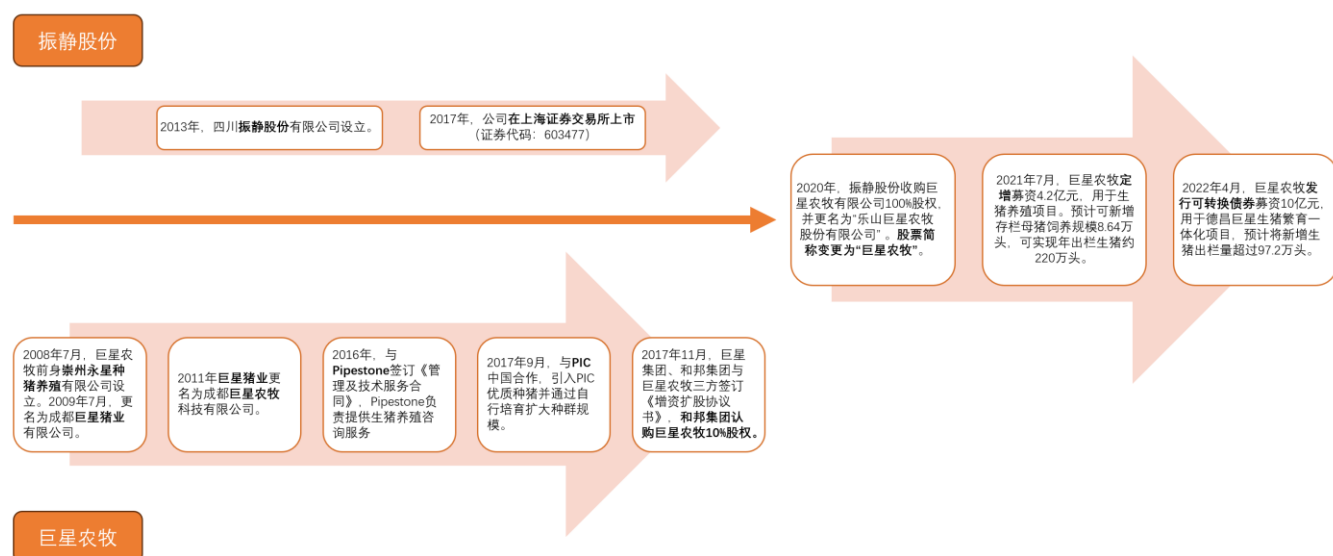 振静股份
2013年，四川振静股份有限公司设立。
2017年，公司在上海证券交易所上市
（证券代码：603477）
2020年，振静股份收购巨
星农牧有限公司100%股权，
并更名为“乐山巨星农牧
股份有限公司” 。股票简
称变更为“巨星农牧”。
2021年7月，巨星农牧定
增募资4.2亿元，用于生
猪养殖项目。预计可新增
存栏母猪饲养规模8.64万
头，可实现年出栏生猪约
220万头。
2022年4月，巨星农牧发
行可转换债券募资10亿元，
用于德昌巨星生猪繁育一
体化项目，预计将新增生
猪出栏量超过97.2万头。
2008年7月，巨星农
牧前身崇州永星种
猪养殖有限公司设
立。2009年7月，更
名为成都巨星猪业
有限公司。
2011年巨星猪业更
名为成都巨星农牧
科技有限公司。
2016年，与
Pipestone签订《管
理及技术服务合
同》，Pipestone负
责提供生猪养殖咨
询服务
2017年9月，与PIC
中国合作，引入PIC
优质种猪并通过自
行培育扩大种群规
模。
2017年11月，巨星
集团、和邦集团与
巨星农牧三方签订
《增资扩股协议
书》，和邦集团认
购巨星农牧10%股权。
巨星农牧